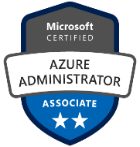 Microsoft
CERTIFIED
AZURE
ADMINISTRATOR
ASSOCIATE